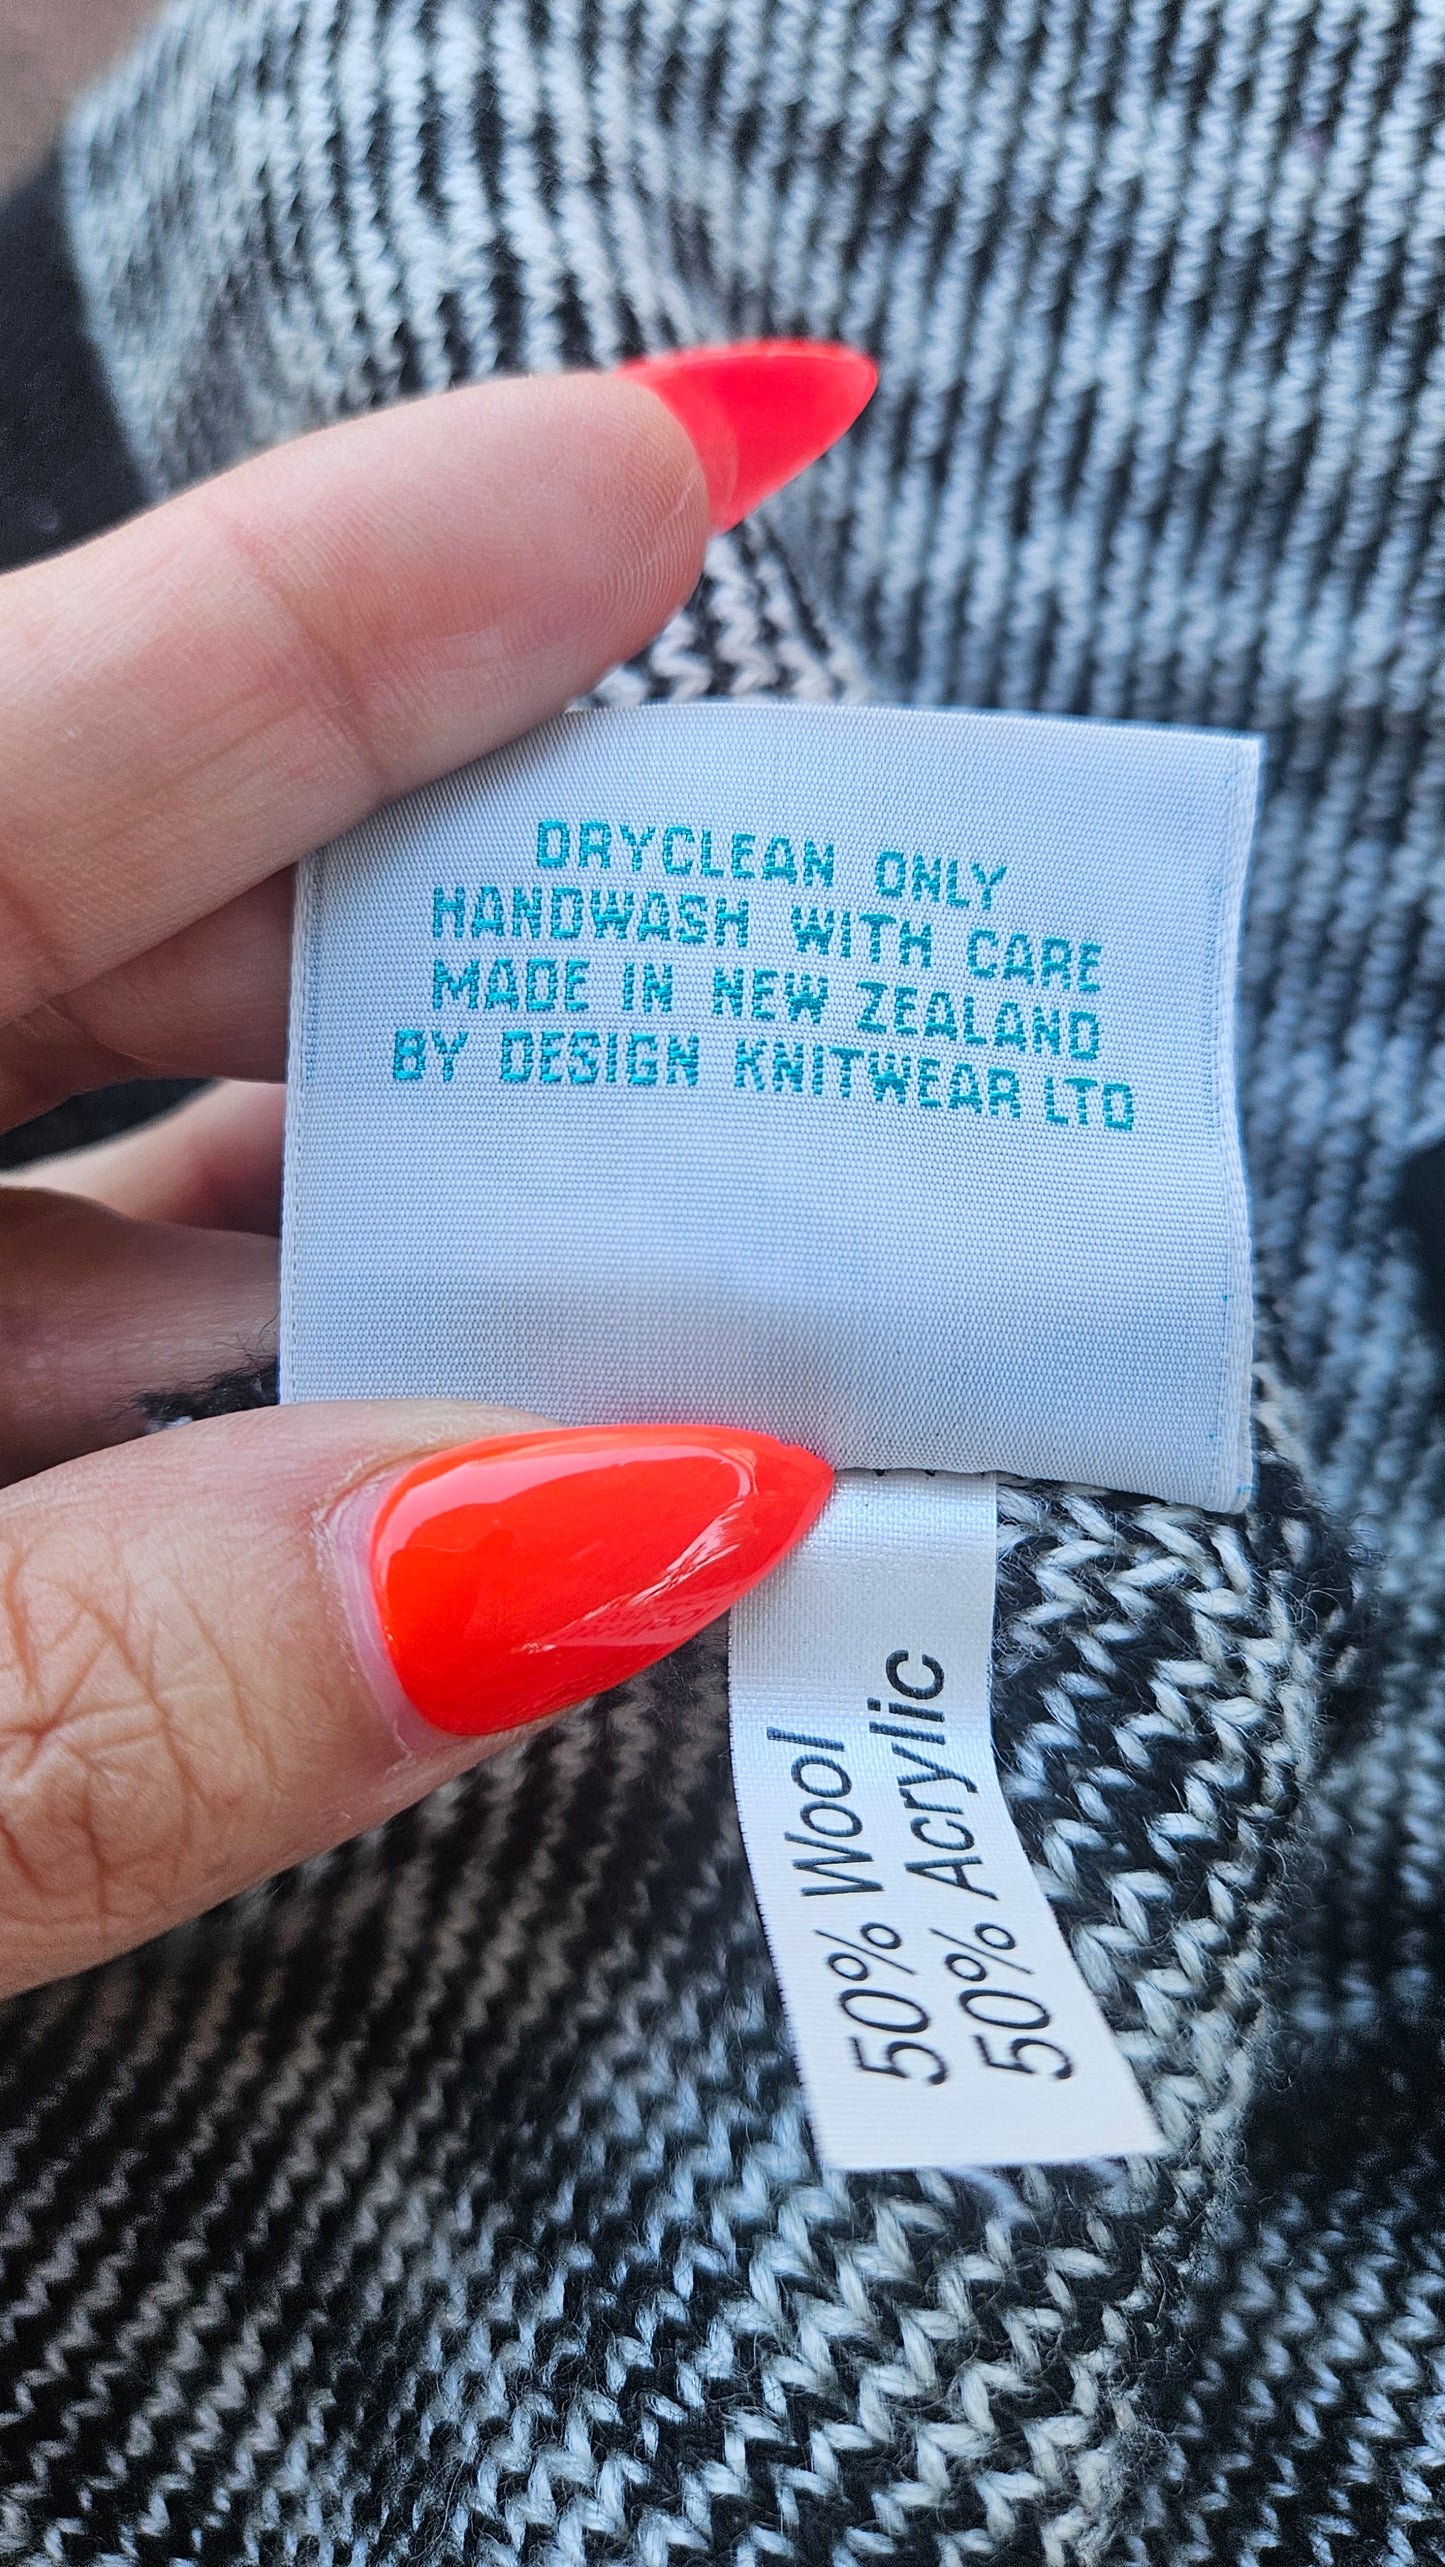 DRYCLEAN ONLY
HANDWASH WITH CARE
MADE IN NEW ZEALAND
BY DESIGN KNITWEAR LTD
50% Wool
50% Acrylic